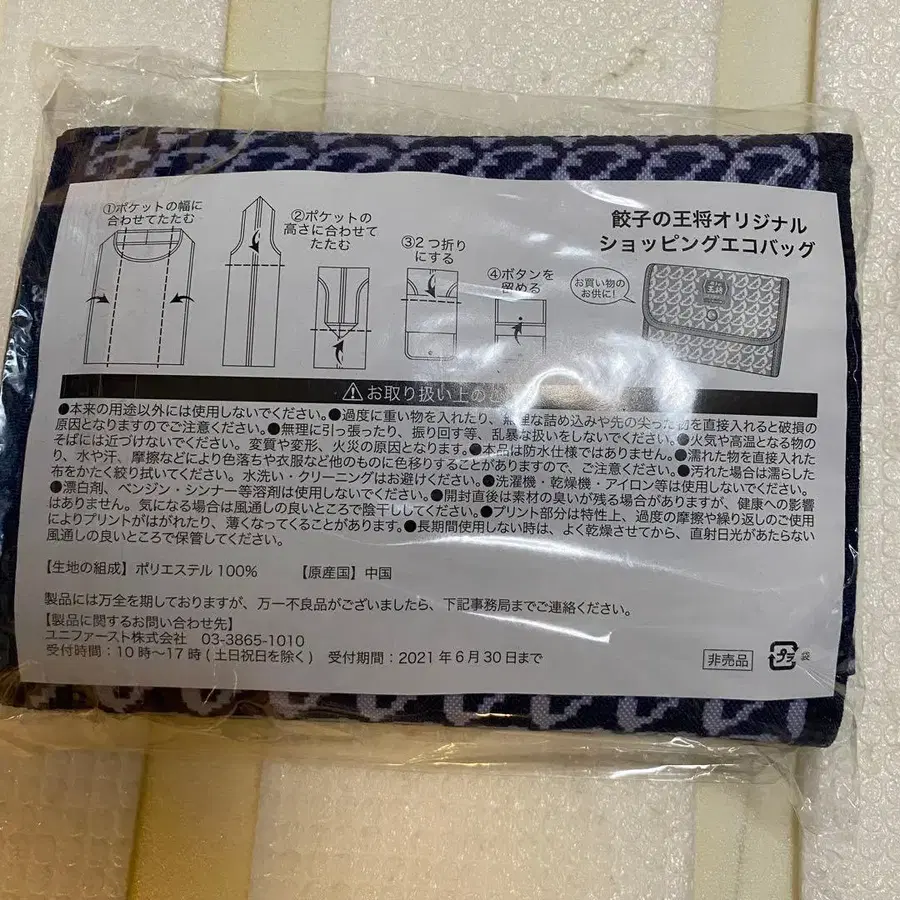 ①ポケットの幅に
合わせてたたむ
②ポケットの
高さに合わせて
たたむ
③2つ折り
にする
④ボタンを
留める
餃子の王将オリジナル
ショッピングエコバッグ
お買い物の
お供に!
お取り扱い上の
●本来の用途以外には使用しないでください。●過度に重い物を入れたり、無理な詰め込みや先の尖った物を直接入れると破損の
原因となりますのでご注意ください。●無理に引っ張ったり、振り回す等、乱暴な扱いをしないでください。●火気や高温となる物の
そばには近づけないでください。変質や変形、火災の原因となります。●本品は防水仕様ではありません。●濡れた物を直接入れた
り、水や汗、摩擦などにより色落ちや衣服など他のものに色移りすることがありますので、ご注意ください。●汚れた場合は濡らした
布をかたく絞り拭いてください。水洗い・クリーニングはお避けください。●洗濯機・乾燥機・アイロン等は使用しないでください。
●漂白剤、ベンジン・シンナー等溶剤は使用しないでください。●開封直後は素材の臭いが残る場合がありますが、健康への影響
はありません。気になる場合は風通しの良いところで陰干ししてください。●プリント部分は特性上、過度の摩擦や繰り返しのご使用
によりプリントがはがれたり、薄くなってくることがあります。●長期間使用しない時は、よく乾燥させてから、直射日光があたらない
風通しの良いところで保管してください。
【生地の組成】ポリエステル100% 【原産国】中国
製品には万全を期しておりますが、万一不良品がございましたら、下記事務局までご連絡ください。
【製品に関するお問い合わせ先】
ユニファースト株式会社 03-3865-1010
受付時間:10時〜17時(土日祝日を除く) 受付期間:2021年6月30日まで
非売品
プラ
袋